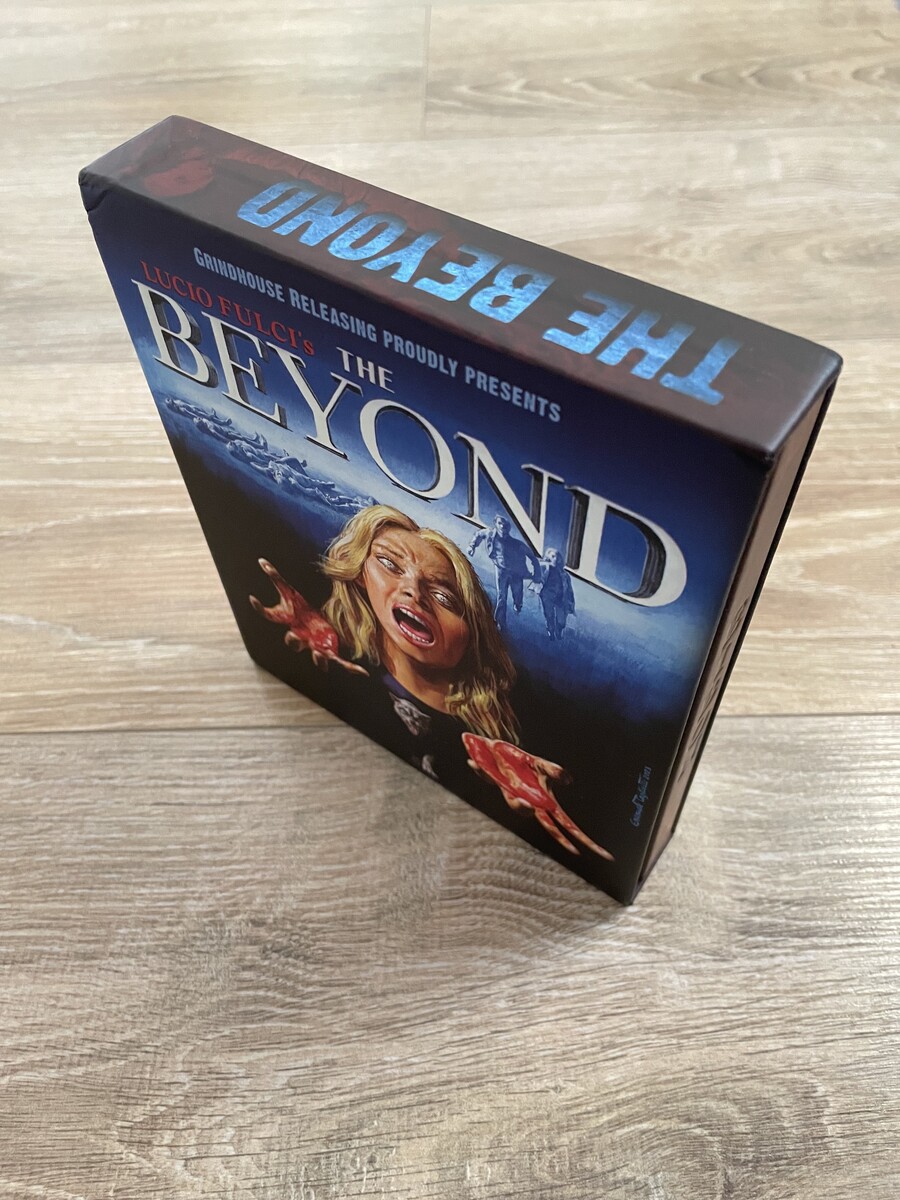 THE BEYOND
GRINDHOUSE RELEASING PROUDLY PRESENTS
LUCIO FULCI's
THE
BEYOND